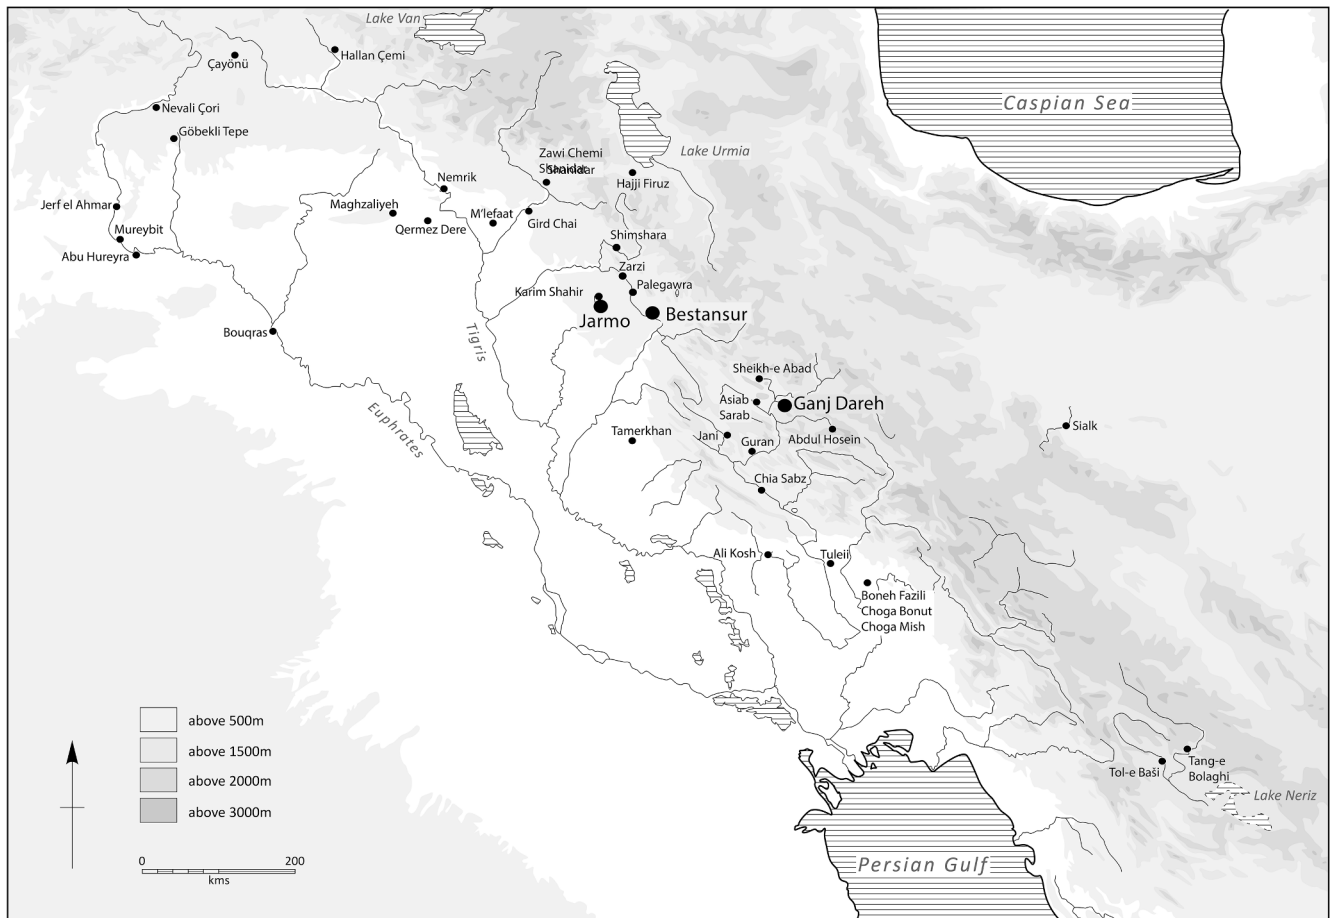 Lake Van
Hallan Çemi
Çayönü
Caspian Sea
Nevali Çori
Göbekli Tepe
Lake Urmia
Zawi Chemi
Shanidar
Shanidar
Hajji Firuz
Nemrik
Maghzaliyeh
Jerf el Ahmar
M'lefaat
Gird Chai
Qermez Dere
Mureybit
Shimshara
Abu Hureyra
Zarzi
Palegawra
Karim Shahir
Jarmo
Bestansur
Bouqras
Tigris
Sheikh-e Abad
Asiab
Sarab
Ganj Dareh
Euphrates
Sialk
Tamerkhan
Jani
Guran
Abdul Hosein
Chia Sabz
Ali Kosh
Tuleii
Boneh Fazili
Choga Bonut
Choga Mish
above 500m
above 1500m
above 2000m
above 3000m
Tol-e Baši
Tang-e
Bolaghi
Lake Neriz
Persian Gulf
0 200
kms